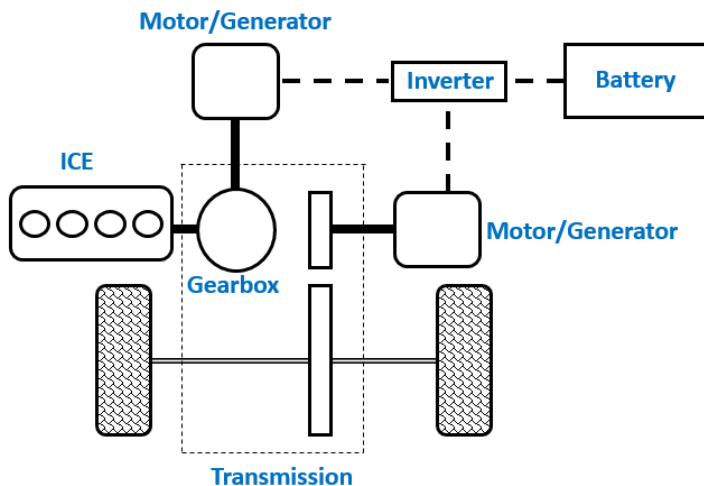 Motor/Generator
Inverter
Battery
ICE
Motor/Generator
Gearbox
Transmission